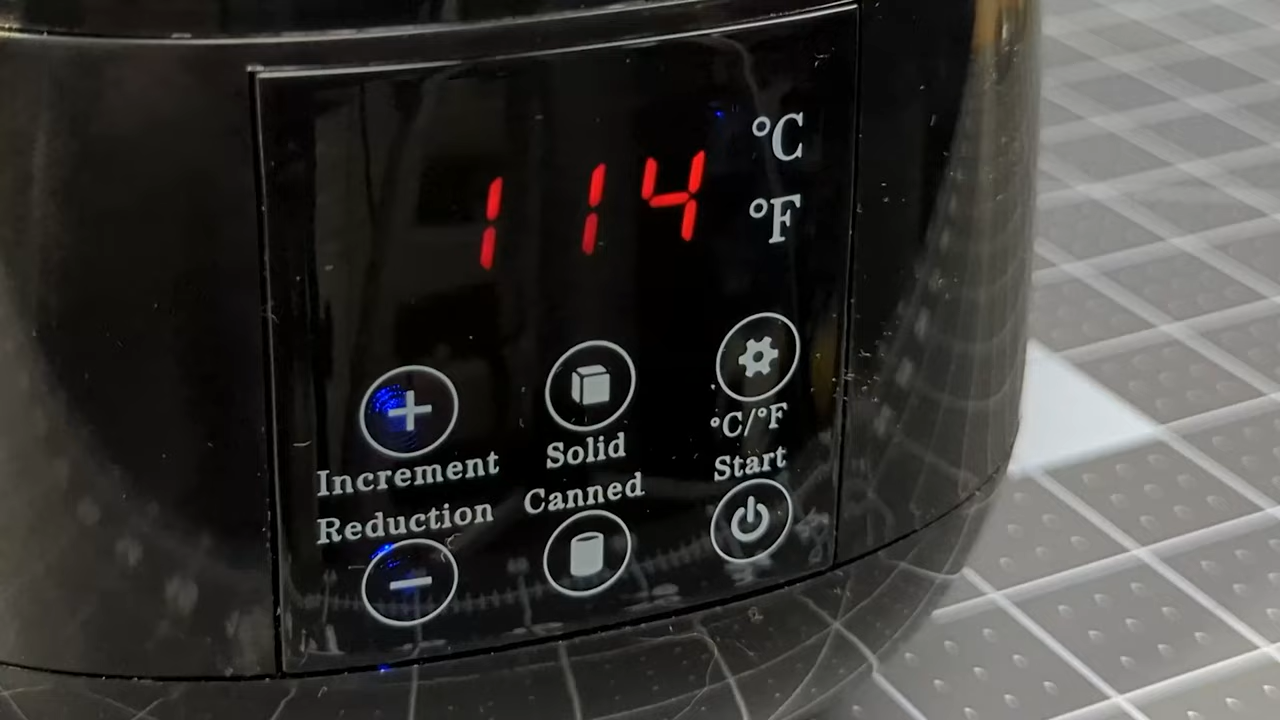 114
°C
°F
Increment
Solid
°C/°F
Reduction
Canned
Start